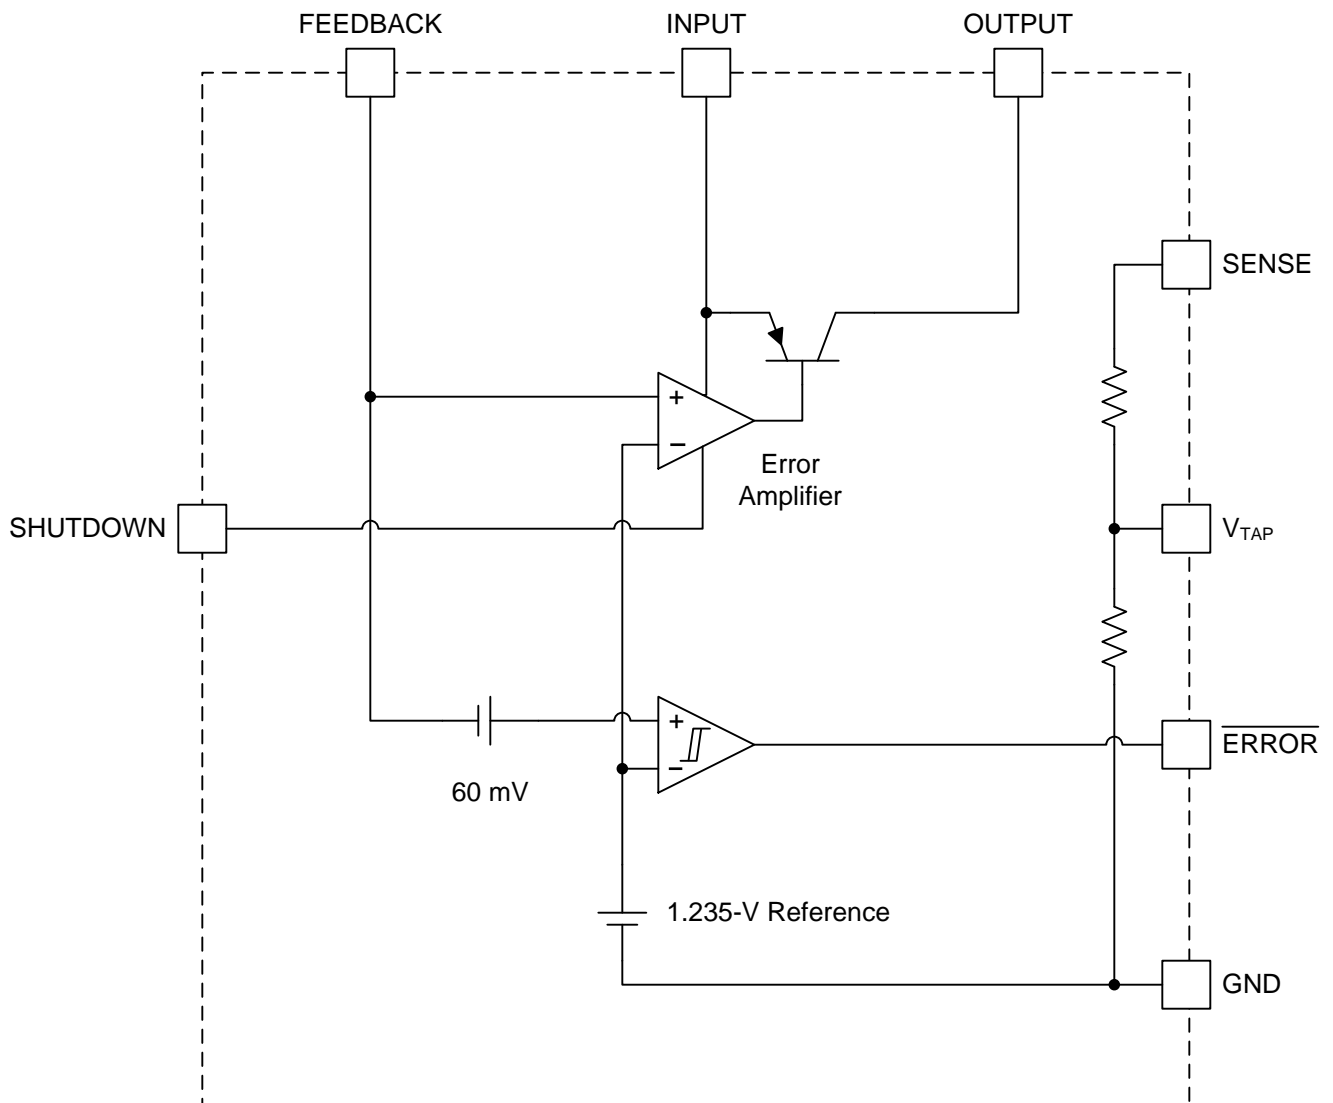 FEEDBACK
INPUT
OUTPUT
SENSE
+
−
Error
Amplifier
SHUTDOWN
VTAP
+
−
ERROR
60 mV
1.235-V Reference
GND